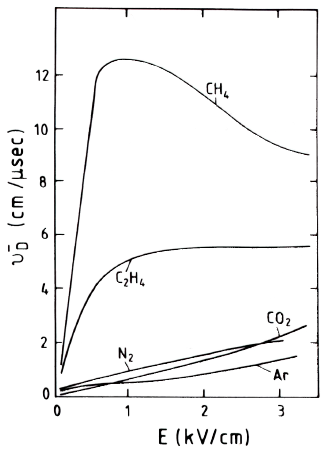 12
10
8
6
4
2
0
0
1
2
3
E (kV/cm)
υ_D^- (cm/μsec)
CH₄
C₂H₄
CO₂
N₂
Ar